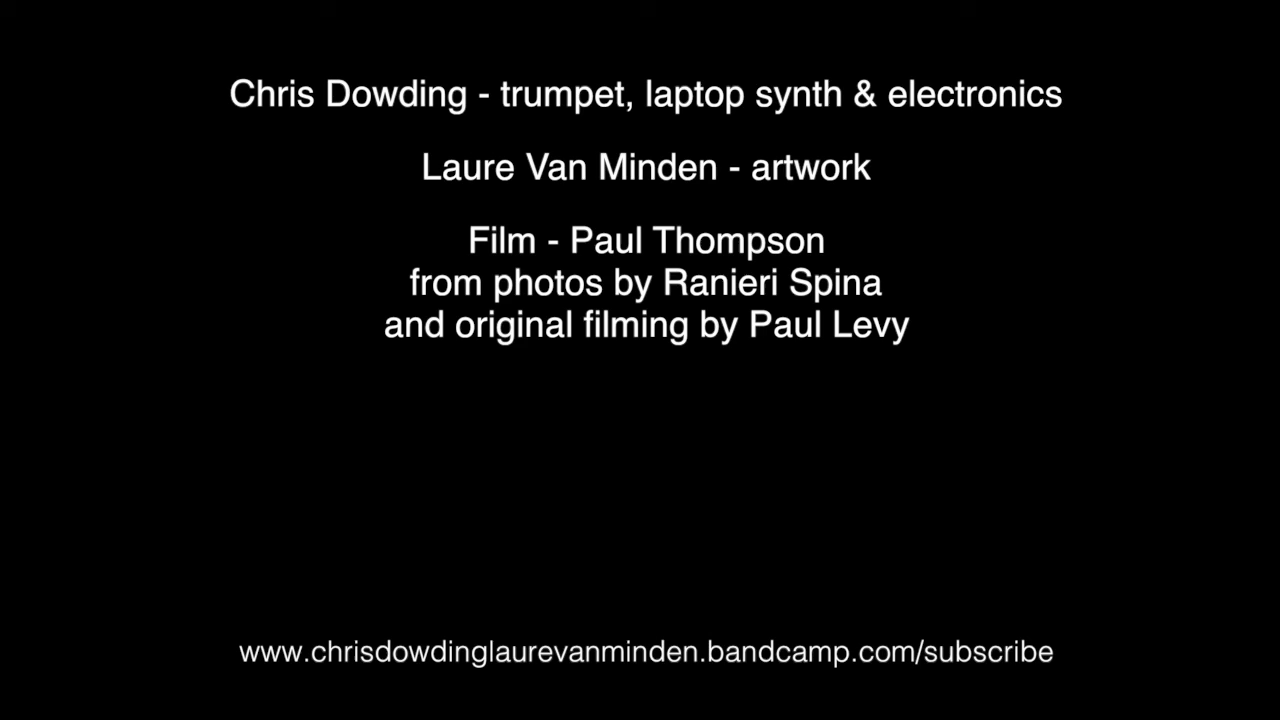 Chris Dowding - trumpet, laptop synth & electronics
Laure Van Minden - artwork
Film - Paul Thompson
from photos by Ranieri Spina
and original filming by Paul Levy
www.chrisdowdinglaurevanminden.bandcamp.com/subscribe